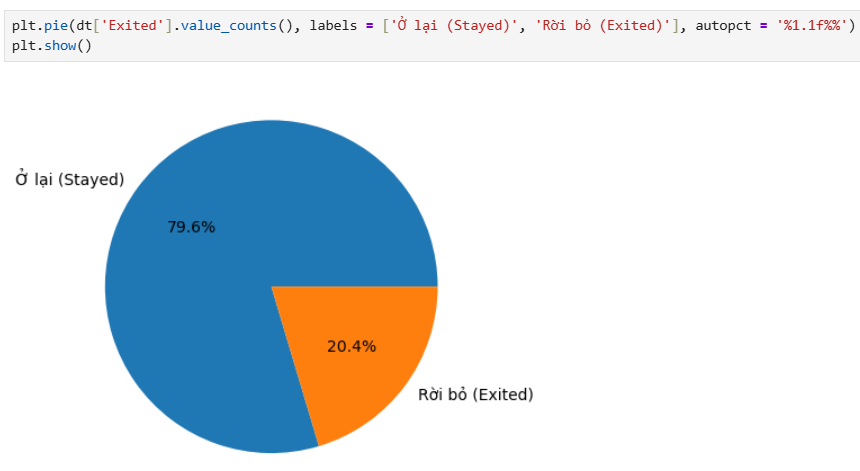 plt.pie(dt['Exited'].value_counts(), labels = ['Ở lại (Stayed)', 'Rời bỏ (Exited)'], autopct = '%1.1f%%')
plt.show()
Ở lại (Stayed)
79.6%
20.4%
Rời bỏ (Exited)